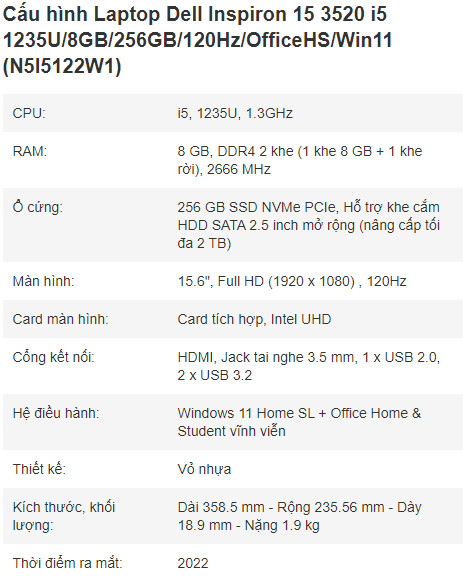 Cấu hình Laptop Dell Inspiron 15 3520 i5
1235U/8GB/256GB/120Hz/OfficeHS/Win11
(N5I5122W1)
CPU: i5, 1235U, 1.3GHz
RAM: 8 GB, DDR4 2 khe (1 khe 8 GB + 1 khe
rời), 2666 MHz
Ổ cứng: 256 GB SSD NVMe PCIe, Hỗ trợ khe cắm
HDD SATA 2.5 inch mở rộng (nâng cấp tối
đa 2 TB)
Màn hình: 15.6", Full HD (1920 x 1080) , 120Hz
Card màn hình: Card tích hợp, Intel UHD
Cổng kết nối: HDMI, Jack tai nghe 3.5 mm, 1 x USB 2.0,
2 x USB 3.2
Hệ điều hành: Windows 11 Home SL + Office Home &
Student vĩnh viễn
Thiết kế: Vỏ nhựa
Kích thước, khối Dài 358.5 mm - Rộng 235.56 mm - Dày
lượng: 18.9 mm - Nặng 1.9 kg
Thời điểm ra mắt: 2022